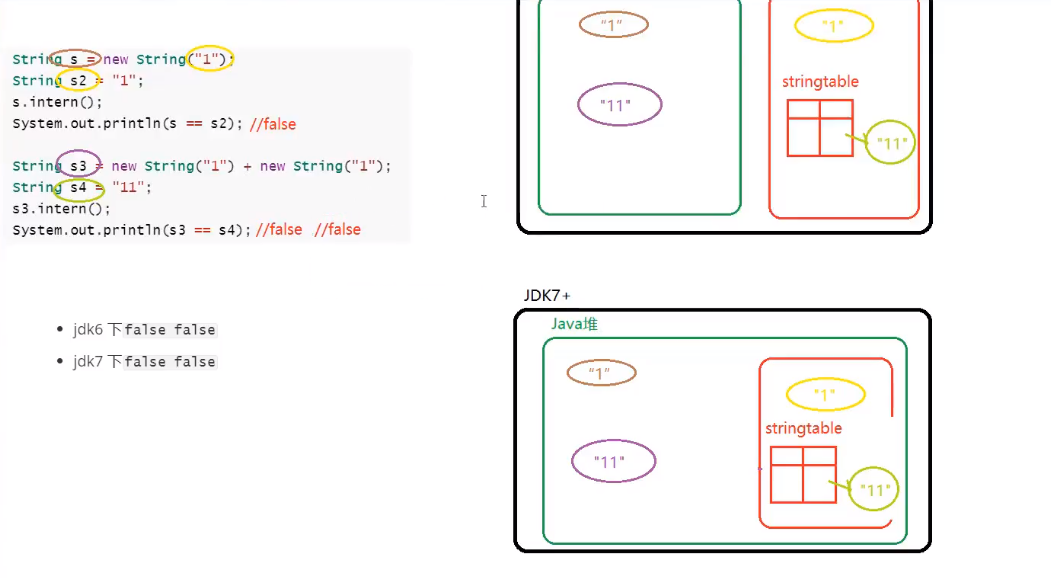 String s = new String("1");
String s2 = "1";
s.intern();
System.out.println(s == s2); //false
String s3 = new String("1") + new String("1");
String s4 = "11";
s3.intern();
System.out.println(s3 == s4); //false //false
jdk6 下false false
jdk7 下false false
"1"
"1"
"11"
stringtable
"11"
JDK7+
Java堆
"1"
"1"
"11"
stringtable
"11"